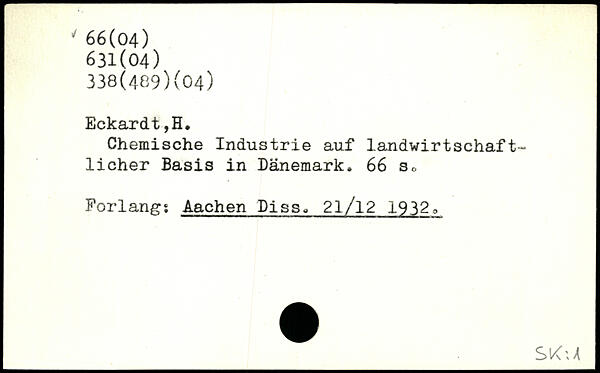 66(04)
631(04)
338(489)(04)
Eckardt,H.
Chemische Industrie auf landwirtschaft-
licher Basis in Dänemark. 66 s.
Forlang: Aachen Diss. 21/12 1932.
SK:1